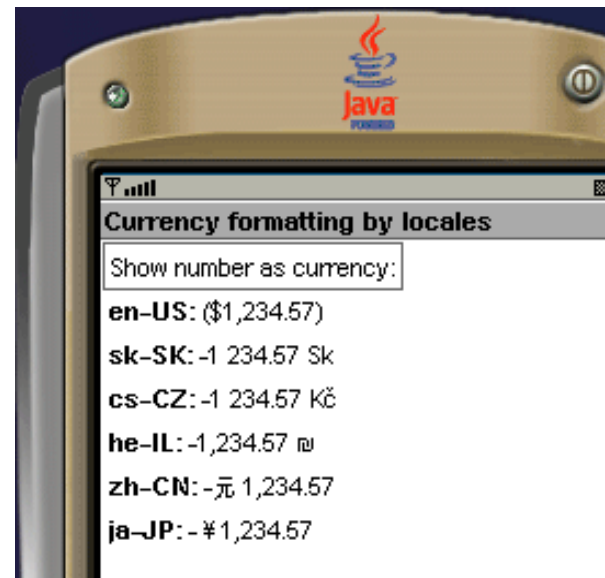 Java
POWERED
Currency formatting by locales
Show number as currency:
en-US: ($1,234.57)
sk-SK: -1 234.57 Sk
cs-CZ: -1 234.57 Kč
he-IL: -1,234.57 ₪
zh-CN: -元 1,234.57
ja-JP: -¥1,234.57